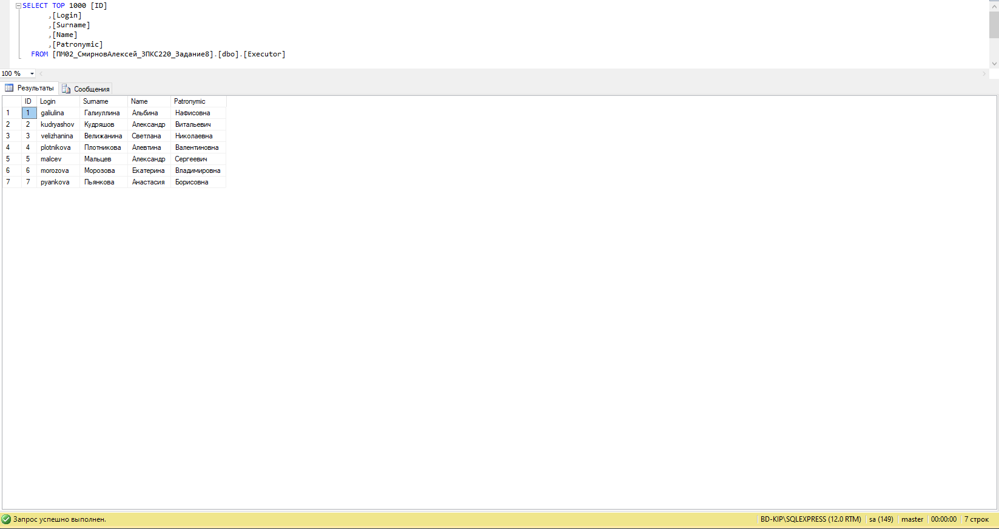 SELECT TOP 1000 [ID]
,[Login]
,[Surname]
,[Name]
,[Patronymic]
FROM [ПМ02_СмирновАлексей_3ПКС220_Задание8].[dbo].[Executor]
100 %
Результаты Сообщения
ID Login Surname Name Patronymic
1 1 galiulina Галиуллина Альбина Нафисовна
2 2 kudryashov Кудряшов Александр Витальевич
3 3 velizhanina Велижанина Светлана Николаевна
4 4 plotnikova Плотникова Алевтина Валентиновна
5 5 malcev Мальцев Александр Сергеевич
6 6 morozova Морозова Екатерина Владимировна
7 7 pyankova Пьянкова Анастасия Борисовна
Запрос успешно выполнен. BD-KIP\SQLEXPRESS (12.0 RTM) sa (149) master 00:00:00 7 строк